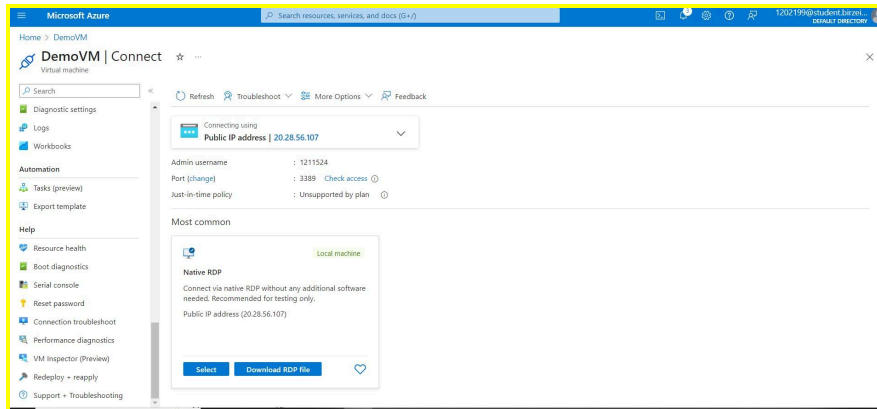 Microsoft Azure
Search resources, services, and docs (G+/)
3
1202199@student.birzei...
DEFAULT DIRECTORY
Home > DemoVM
DemoVM | Connect
Virtual machine
Search
Diagnostic settings
Logs
Workbooks
Automation
Tasks (preview)
Export template
Help
Resource health
Boot diagnostics
Serial console
Reset password
Connection troubleshoot
Performance diagnostics
VM Inspector (Preview)
Redeploy + reapply
Support + Troubleshooting
Refresh Troubleshoot More Options Feedback
Connecting using
Public IP address | 20.28.56.107
Admin username : 1211524
Port (change) : 3389 Check access
Just-in-time policy : Unsupported by plan
Most common
Local machine
Native RDP
Connect via native RDP without any additional software
needed. Recommended for testing only.
Public IP address (20.28.56.107)
Select Download RDP file